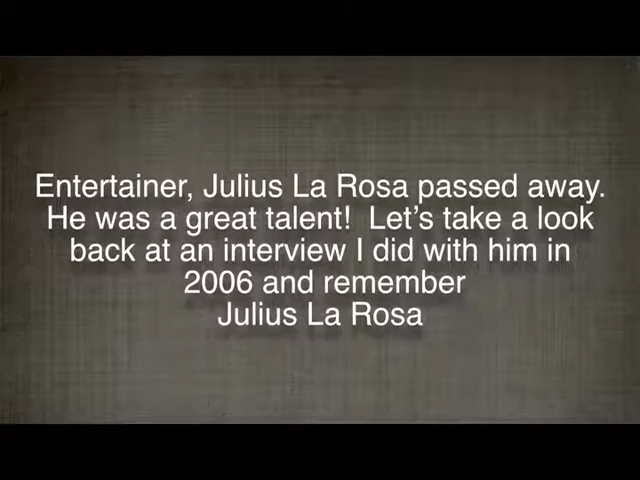 Entertainer, Julius La Rosa passed away.
He was a great talent!  Let's take a look
back at an interview I did with him in
2006 and remember
Julius La Rosa